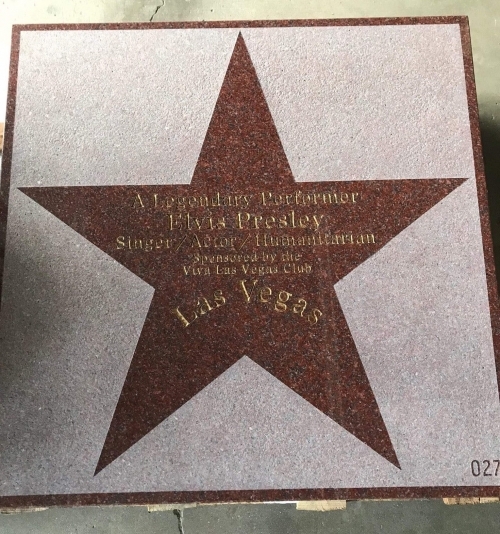 A Legendary Performer
Elvis Presley
Singer/Actor/Humanitarian
Sponsored by the
Viva Las Vegas Club
Las Vegas
027